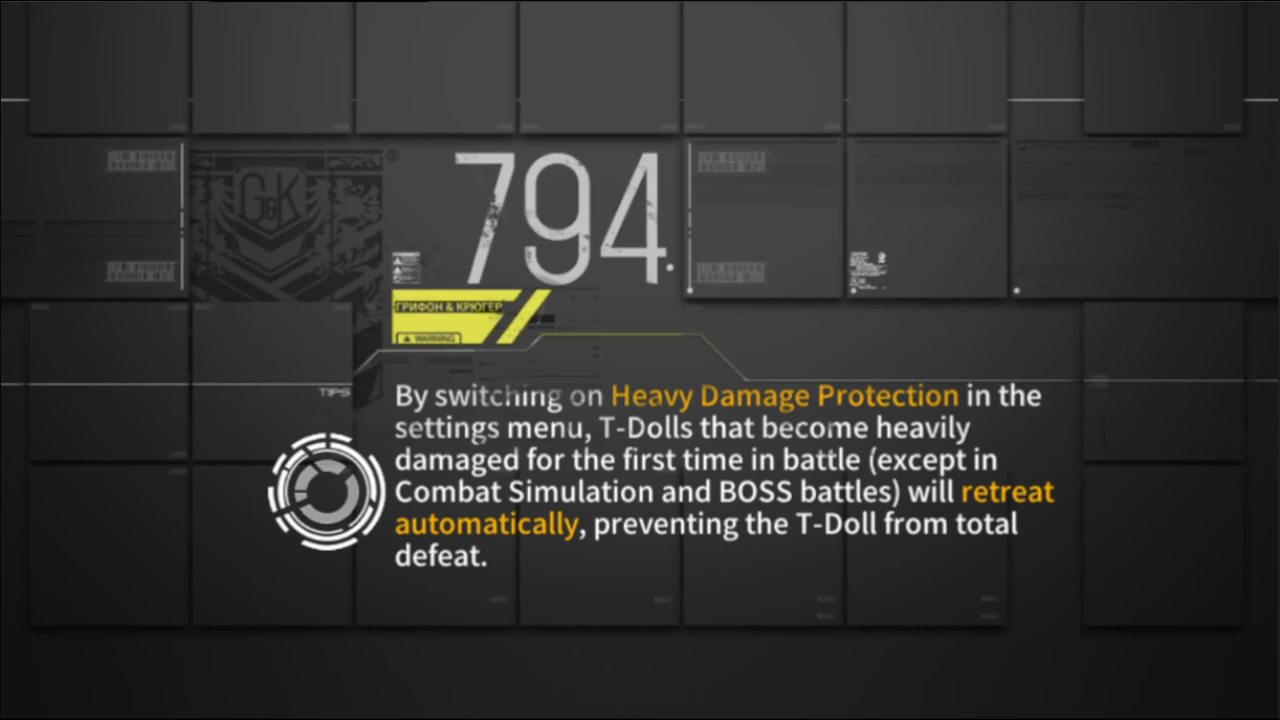 G&K
794.
ГРИФОН & КРЮГЕР
WARNING
TIPS
By switching on Heavy Damage Protection in the
settings menu, T-Dolls that become heavily
damaged for the first time in battle (except in
Combat Simulation and BOSS battles) will retreat
automatically, preventing the T-Doll from total
defeat.